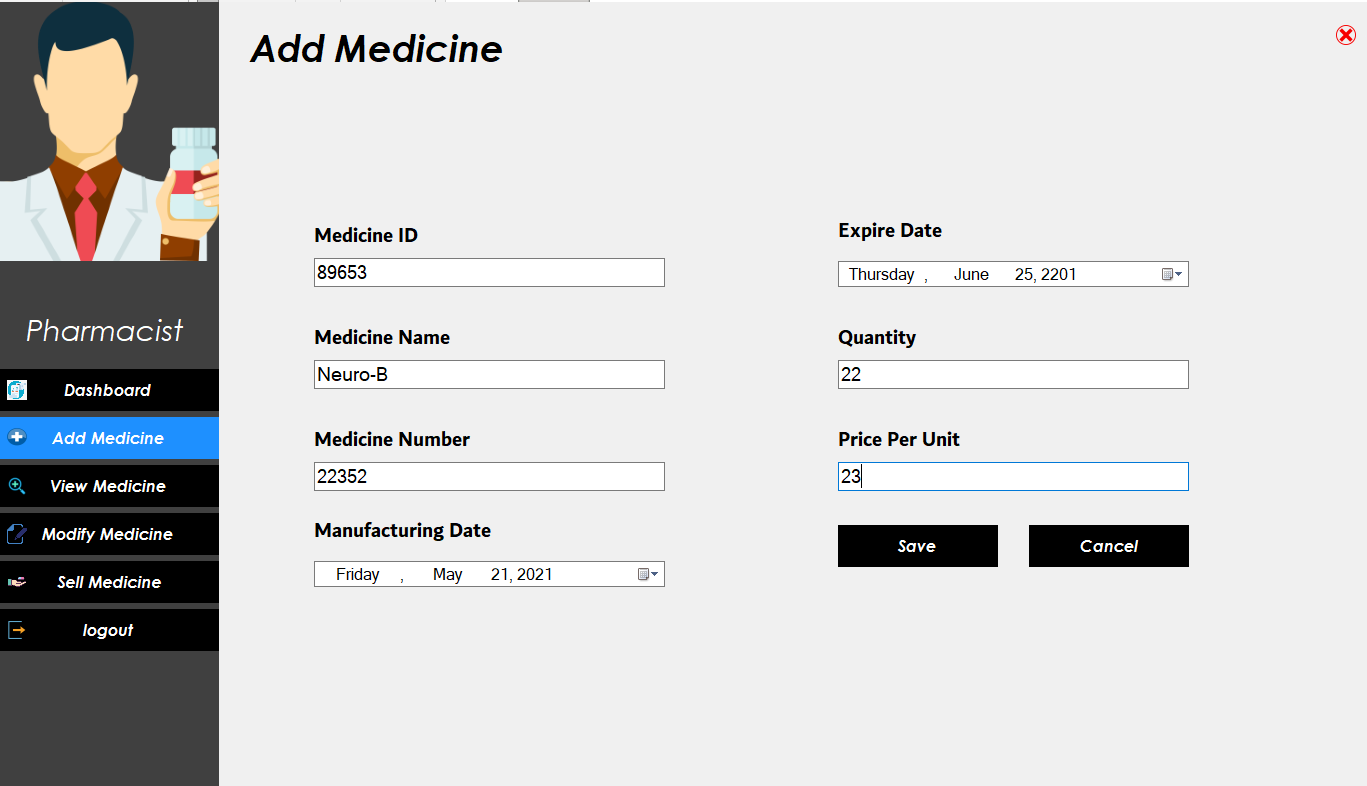 Add Medicine
Pharmacist
Dashboard
Add Medicine
View Medicine
Modify Medicine
Sell Medicine
logout
Medicine ID
89653
Medicine Name
Neuro-B
Medicine Number
22352
Manufacturing Date
Friday , May 21, 2021
Expire Date
Thursday , June 25, 2201
Quantity
22
Price Per Unit
23
Save Cancel